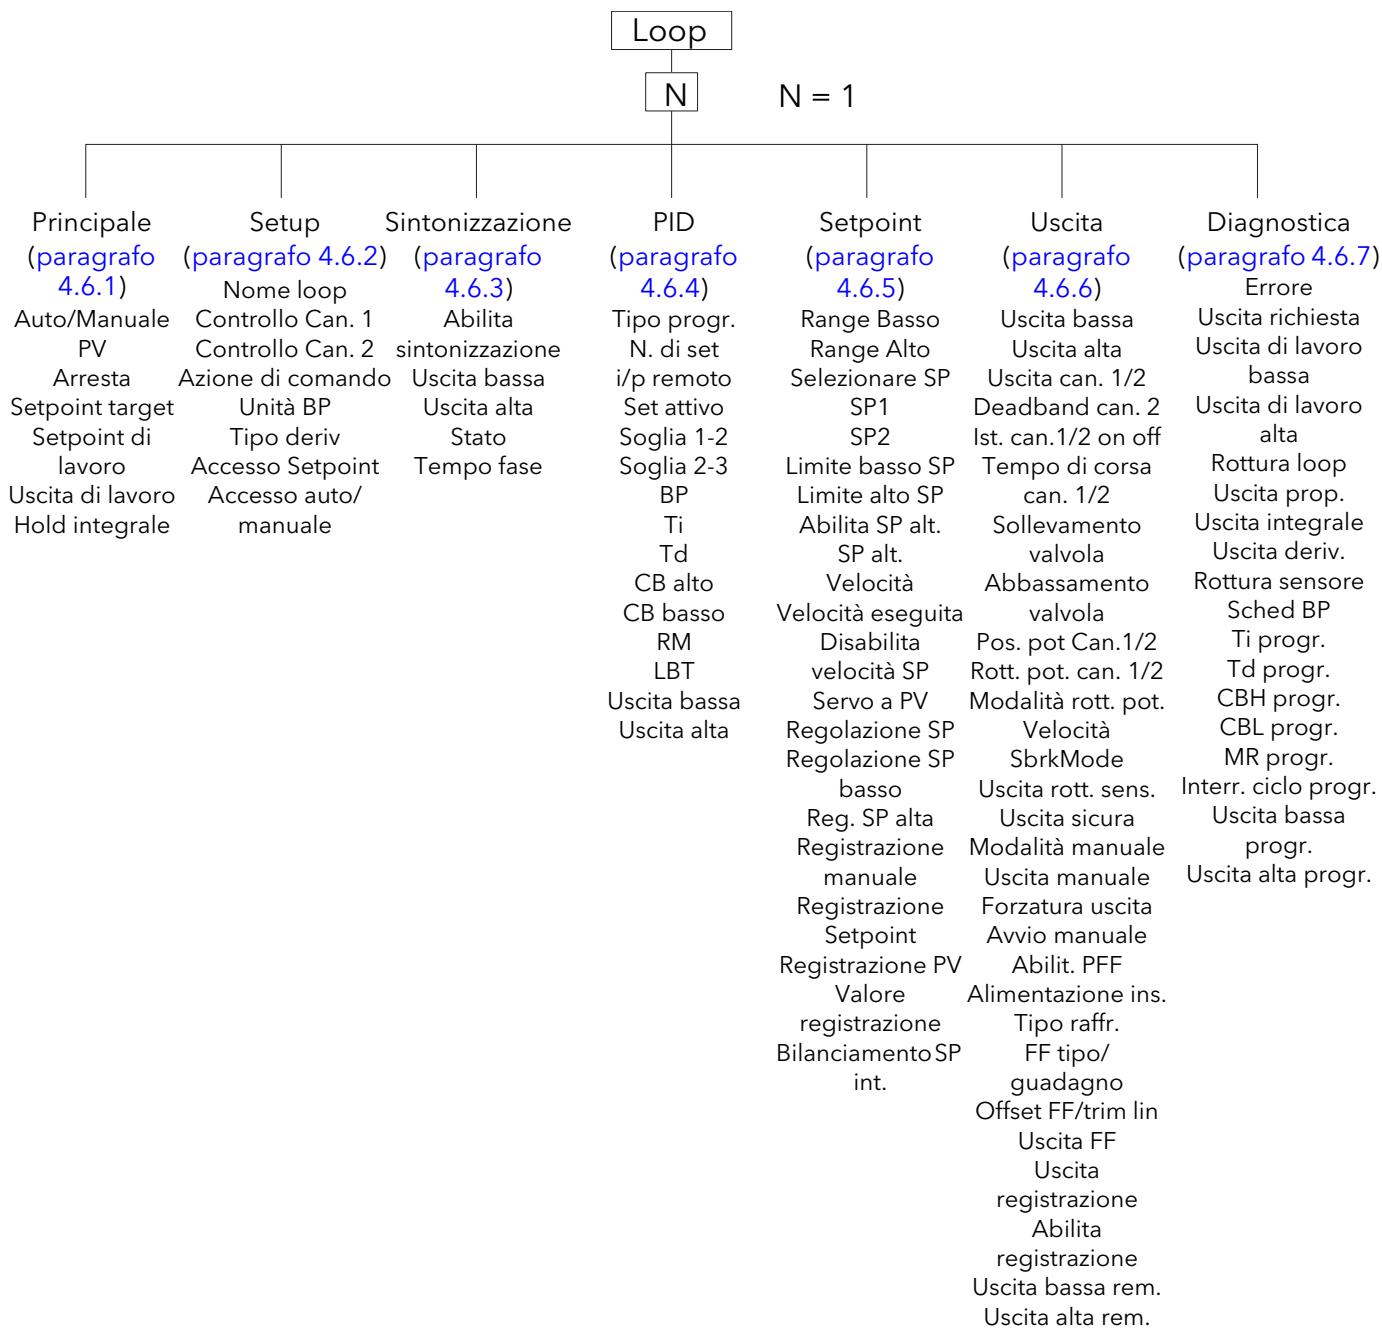 Loop
N
N = 1
Principale
(paragrafo
4.6.1)
Auto/Manuale
PV
Arresta
Setpoint target
Setpoint di
lavoro
Uscita di lavoro
Hold integrale
Setup
(paragrafo 4.6.2)
Nome loop
Controllo Can. 1
Controllo Can. 2
Azione di comando
Unità BP
Tipo deriv
Accesso Setpoint
Accesso auto/
manuale
Sintonizzazione
(paragrafo
4.6.3)
Abilita
sintonizzazione
Uscita bassa
Uscita alta
Stato
Tempo fase
PID
(paragrafo
4.6.4)
Tipo progr.
N. di set
i/p remoto
Set attivo
Soglia 1-2
Soglia 2-3
BP
Ti
Td
CB alto
CB basso
RM
LBT
Uscita bassa
Uscita alta
Setpoint
(paragrafo
4.6.5)
Range Basso
Range Alto
Selezionare SP
SP1
SP2
Limite basso SP
Limite alto SP
Abilita SP alt.
SP alt.
Velocità
Velocità eseguita
Disabilita
velocità SP
Servo a PV
Regolazione SP
Regolazione SP
basso
Reg. SP alta
Registrazione
manuale
Registrazione
Setpoint
Registrazione PV
Valore
registrazione
Bilanciamento SP
int.
Uscita
(paragrafo
4.6.6)
Uscita bassa
Uscita alta
Uscita can. 1/2
Deadband can. 2
Ist. can.1/2 on off
Tempo di corsa
can. 1/2
Sollevamento
valvola
Abbassamento
valvola
Pos. pot Can.1/2
Rott. pot. can. 1/2
Modalità rott. pot.
Velocità
SbrkMode
Uscita rott. sens.
Uscita sicura
Modalità manuale
Uscita manuale
Forzatura uscita
Avvio manuale
Abilit. PFF
Alimentazione ins.
Tipo raffr.
FF tipo/
guadagno
Offset FF/trim lin
Uscita FF
Uscita
registrazione
Abilita
registrazione
Uscita bassa rem.
Uscita alta rem.
Diagnostica
(paragrafo 4.6.7)
Errore
Uscita richiesta
Uscita di lavoro
bassa
Uscita di lavoro
alta
Rottura loop
Uscita prop.
Uscita integrale
Uscita deriv.
Rottura sensore
Sched BP
Ti progr.
Td progr.
CBH progr.
CBL progr.
MR progr.
Interr. ciclo progr.
Uscita bassa
progr.
Uscita alta progr.